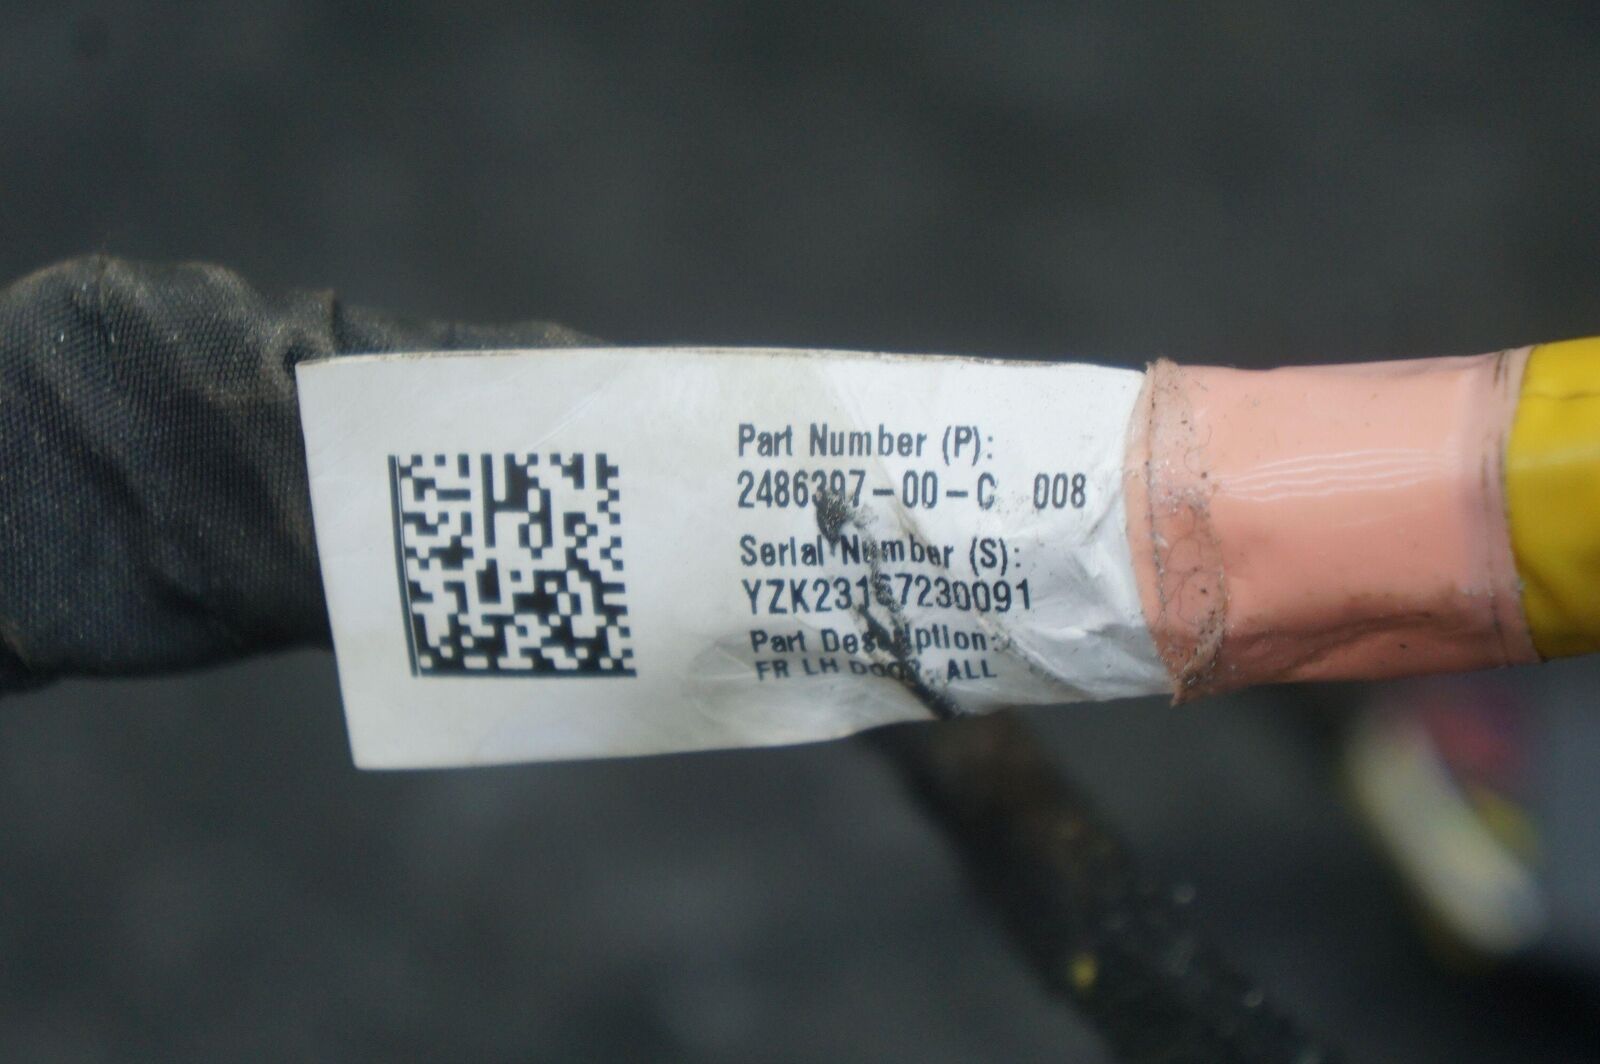 Part Number (P):
2486397-00-C 008
Serial Number (S):
YZK23167230091
Part Description:
FR LH DOOR, ALL